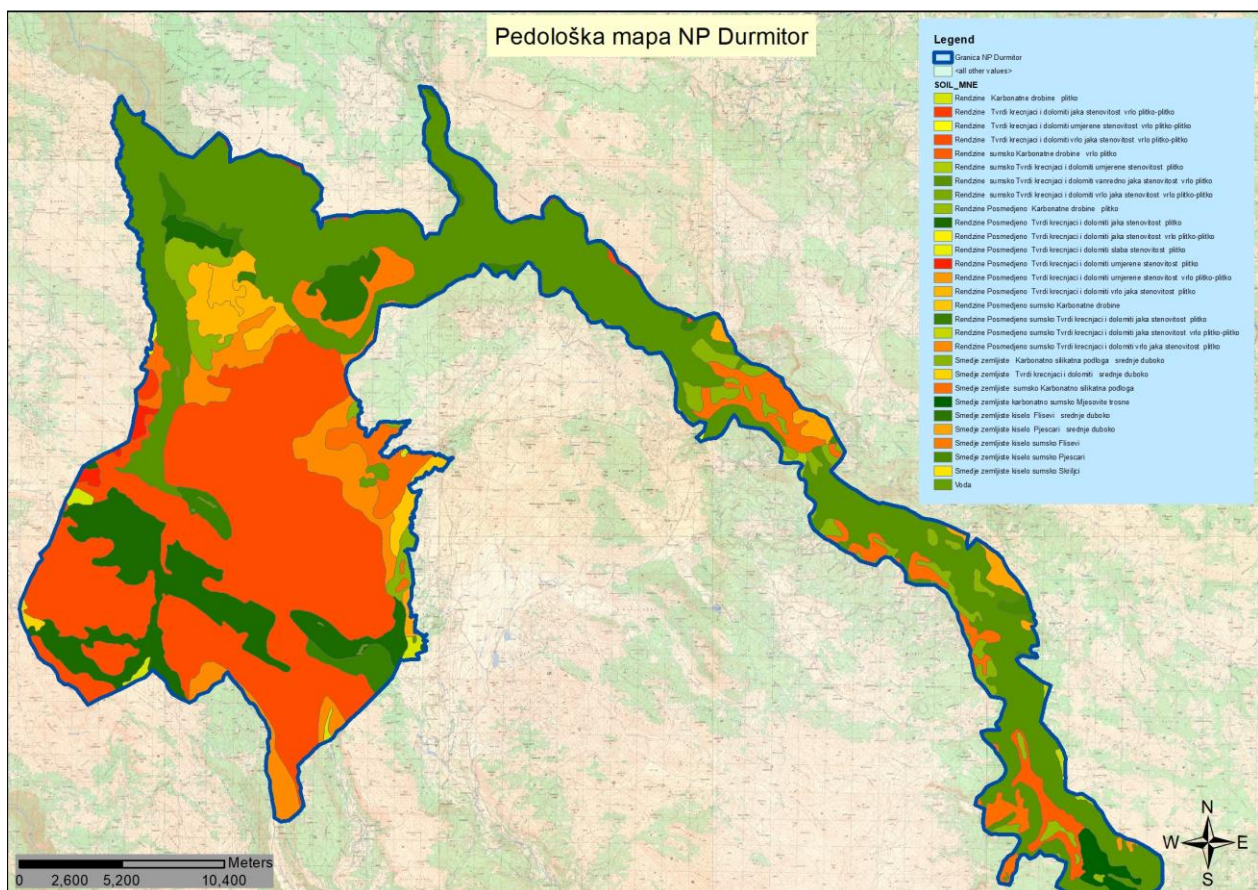 Pedološka mapa NP Durmitor
Legend
Granica NP Durmitor
<all other values>
SOIL_MNE
Rendzine Karbonatne drobine plitko
Rendzine Tvrdi krecnjaci i dolomiti jaka stenovitost vrlo plitko-plitko
Rendzine Tvrdi krecnjaci i dolomiti umjerene stenovitost vrlo plitko-plitko
Rendzine Tvrdi krecnjaci i dolomiti vrlo jaka stenovitost vrlo plitko-plitko
Rendzine sumsko Karbonatne drobine vrlo plitko
Rendzine sumsko Tvrdi krecnjaci i dolomiti umjerene stenovitost plitko
Rendzine sumsko Tvrdi krecnjaci i dolomiti vanredno jaka stenovitost vrlo plitko
Rendzine sumsko Tvrdi krecnjaci i dolomiti vrlo jaka stenovitost vrlo plitko-plitko
Rendzine Posmedjeno Karbonatne drobine plitko
Rendzine Posmedjeno Tvrdi krecnjaci i dolomiti jaka stenovitost plitko
Rendzine Posmedjeno Tvrdi krecnjaci i dolomiti jaka stenovitost vrlo plitko-plitko
Rendzine Posmedjeno Tvrdi krecnjaci i dolomiti slaba stenovitost plitko
Rendzine Posmedjeno Tvrdi krecnjaci i dolomiti umjerene stenovitost plitko
Rendzine Posmedjeno Tvrdi krecnjaci i dolomiti umjerene stenovitost vrlo plitko-plitko
Rendzine Posmedjeno Tvrdi krecnjaci i dolomiti vrlo jaka stenovitost plitko
Rendzine Posmedjeno sumsko Karbonatne drobine
Rendzine Posmedjeno sumsko Tvrdi krecnjaci i dolomiti jaka stenovitost plitko
Rendzine Posmedjeno sumsko Tvrdi krecnjaci i dolomiti jaka stenovitost vrlo plitko-plitko
Rendzine Posmedjeno sumsko Tvrdi krecnjaci i dolomiti vrlo jaka stenovitost plitko
Smedje zemljiste Karbonatno silikatna podloga srednje duboko
Smedje zemljiste Tvrdi krecnjaci i dolomiti srednje duboko
Smedje zemljiste sumsko Karbonatno silikatna podloga
Smedje zemljiste karbonatno sumsko Mjesovite trosne
Smedje zemljiste kiselo Flisevi srednje duboko
Smedje zemljiste kiselo Pjescari srednje duboko
Smedje zemljiste kiselo sumsko Flisevi
Smedje zemljiste kiselo sumsko Pjescari
Smedje zemljiste kiselo sumsko Skriljci
Voda
N
W E
S
Meters
0 2,600 5,200 10,400